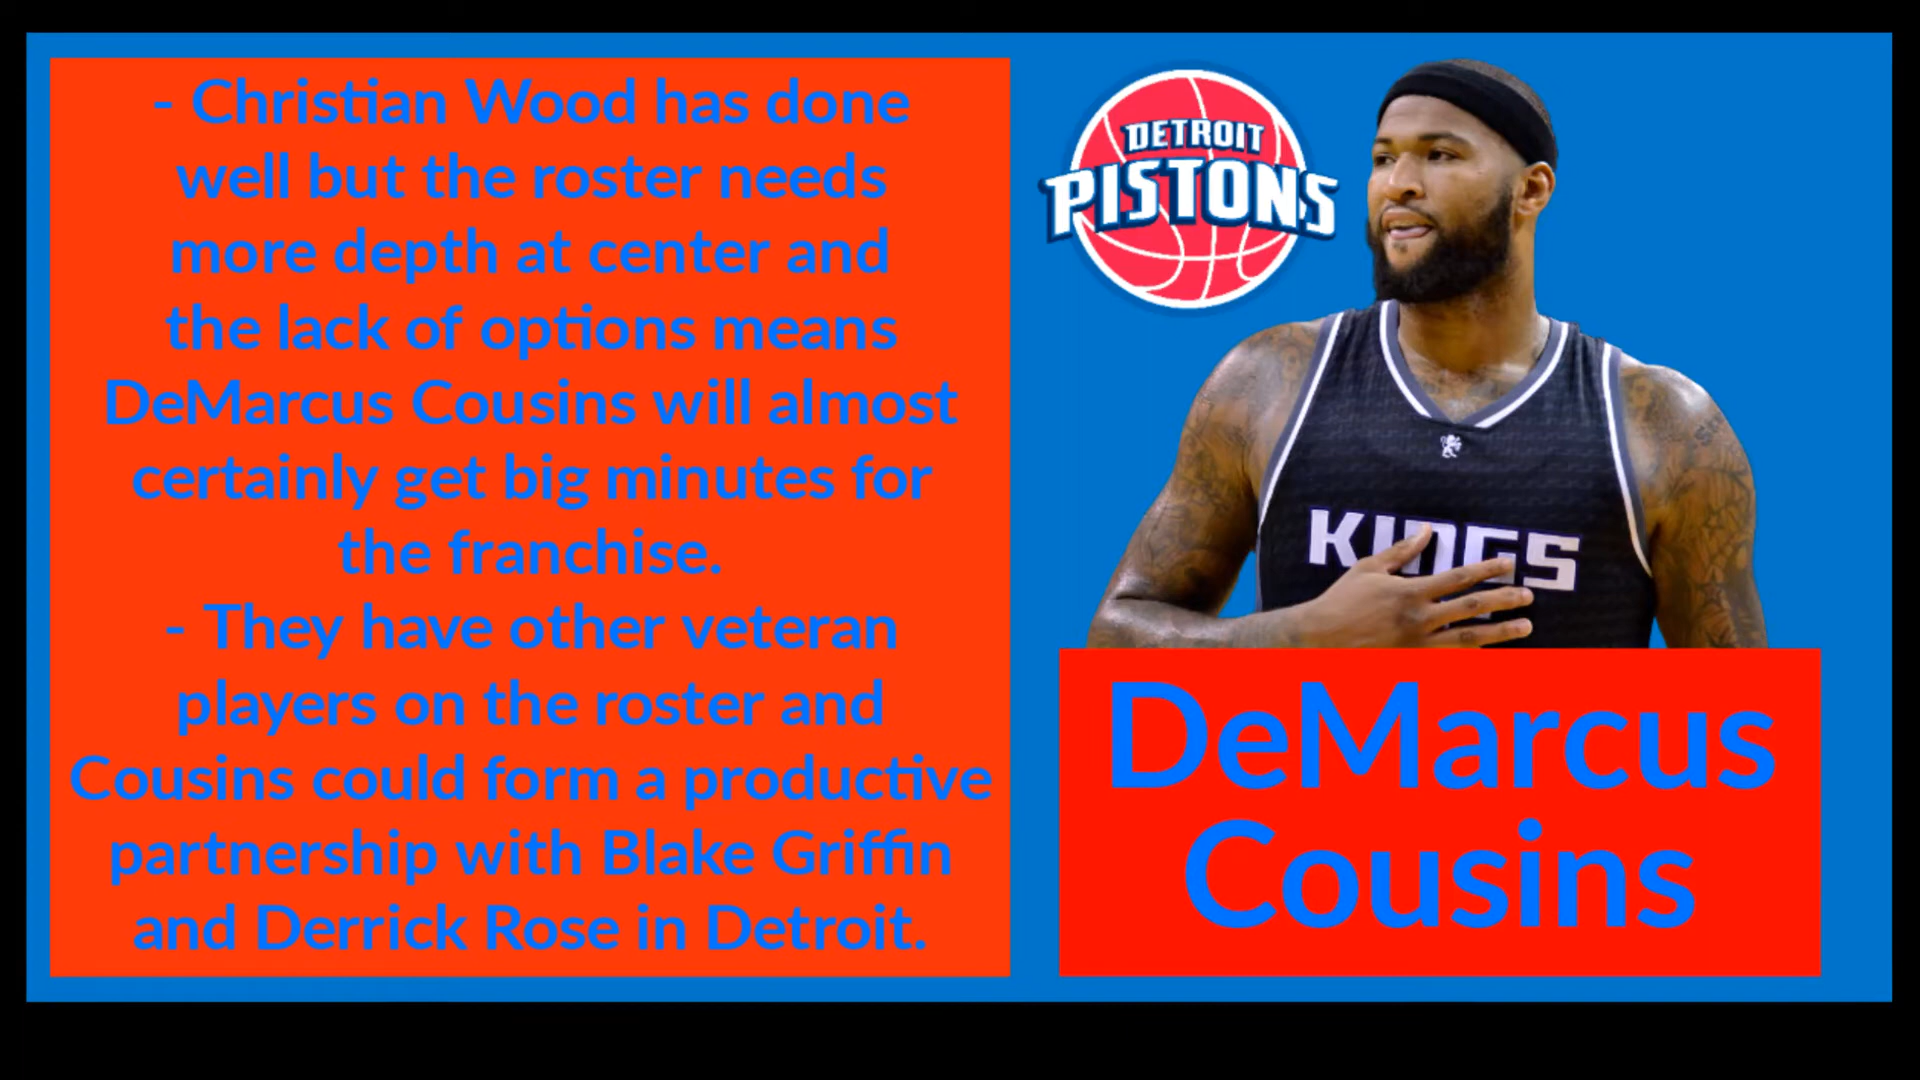 - Christian Wood has done
well but the roster needs
more depth at center and
the lack of options means
DeMarcus Cousins will almost
certainly get big minutes for
the franchise.
- They have other veteran
players on the roster and
Cousins could form a productive
partnership with Blake Griffin
and Derrick Rose in Detroit.
DETROIT
PISTONS
KINGS
DeMarcus
Cousins